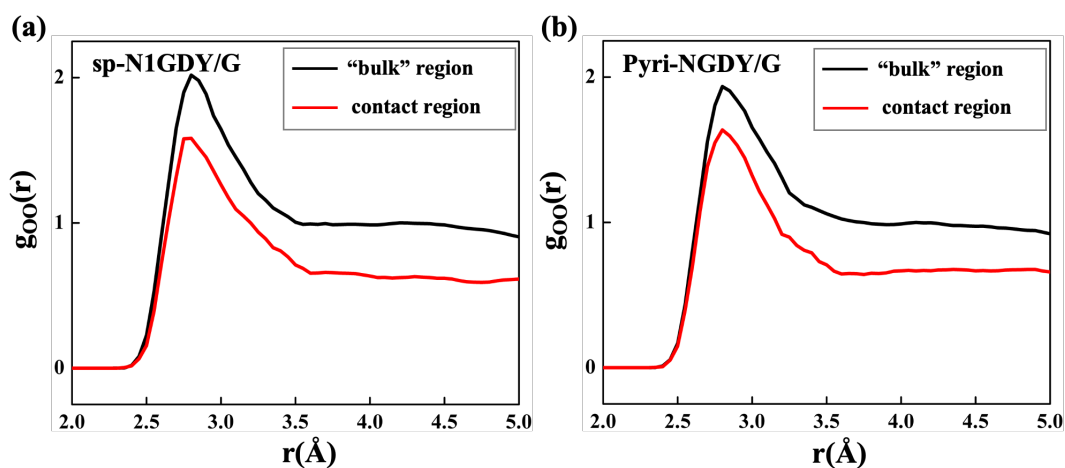 (a)
sp-N1GDY/G
“bulk” region
contact region
2
1
0
g_OO(r)
2.0 2.5 3.0 3.5 4.0 4.5 5.0
r(Å)
(b)
Pyri-NGDY/G
“bulk” region
contact region
2
1
0
g_OO(r)
2.0 2.5 3.0 3.5 4.0 4.5 5.0
r(Å)